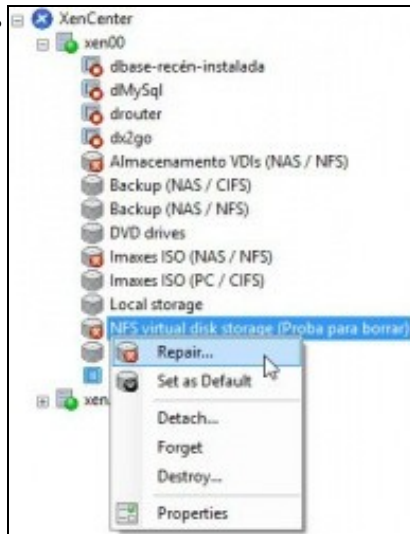 XenCenter
xen00
dbase-recén-instalada
dMySql
drouter
dx2go
Almacenamento VDIs (NAS / NFS)
Backup (NAS / CIFS)
Backup (NAS / NFS)
DVD drives
Imaxes ISO (NAS / NFS)
Imaxes ISO (PC / CIFS)
Local storage
NFS virtual disk storage (Proba para borrar)
Repair...
Set as Default
Detach...
Forget
Destroy...
xen
Properties